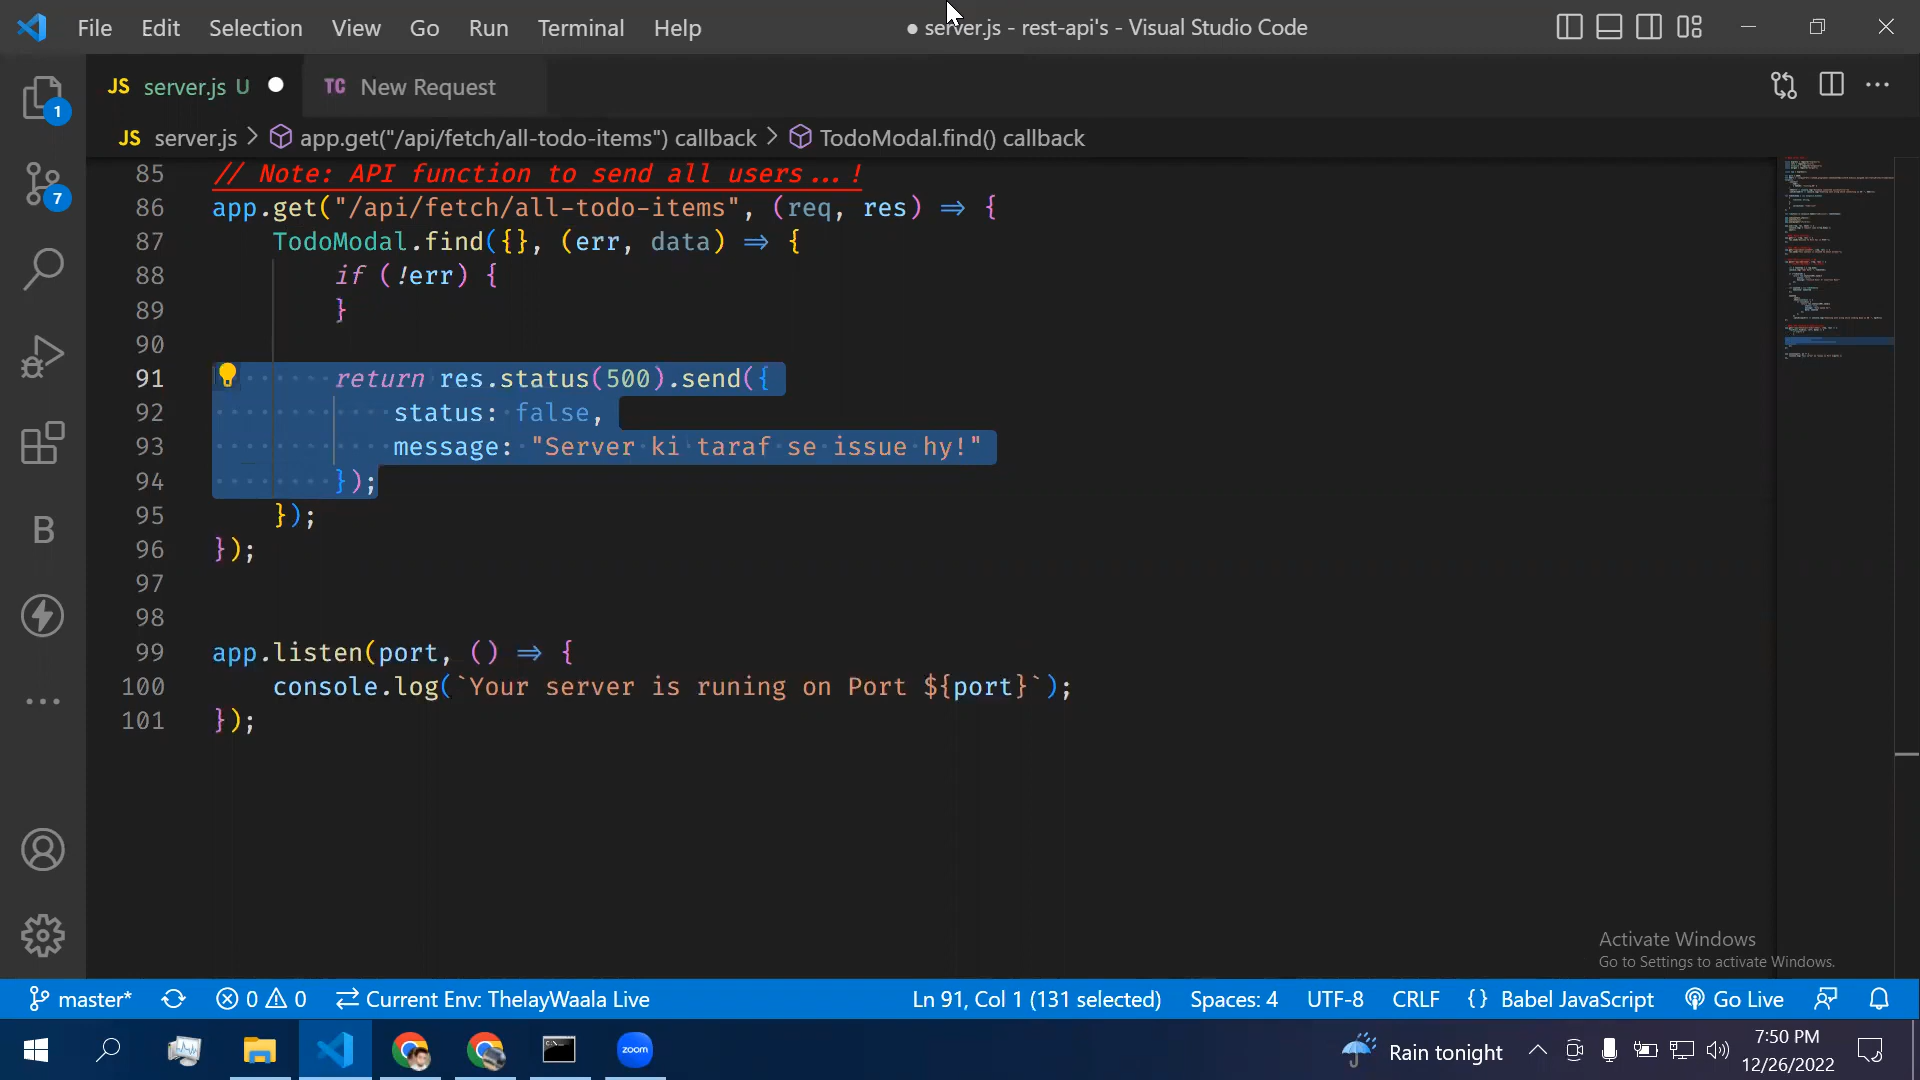 File Edit Selection View Go Run Terminal Help
● server.js - rest-api's - Visual Studio Code
JS server.js U ●
TC New Request
JS server.js > app.get("/api/fetch/all-todo-items") callback > TodoModal.find() callback
1
7
B
85 // Note: API function to send all users...!
86 app.get("/api/fetch/all-todo-items", (req, res) => {
87 TodoModal.find({}, (err, data) => {
88 if (!err) {
89 }
90
91 return res.status(500).send({
92 status: false,
93 message: "Server ki taraf se issue hy!"
94 });
95 });
96 });
97
98
99 app.listen(port, () => {
100 console.log(`Your server is runing on Port ${port}`);
101 });
Activate Windows
Go to Settings to activate Windows.
master* 0 0 Current Env: ThelayWaala Live
Ln 91, Col 1 (131 selected) Spaces: 4 UTF-8 CRLF {} Babel JavaScript Go Live
zoom
Rain tonight
7:50 PM
12/26/2022